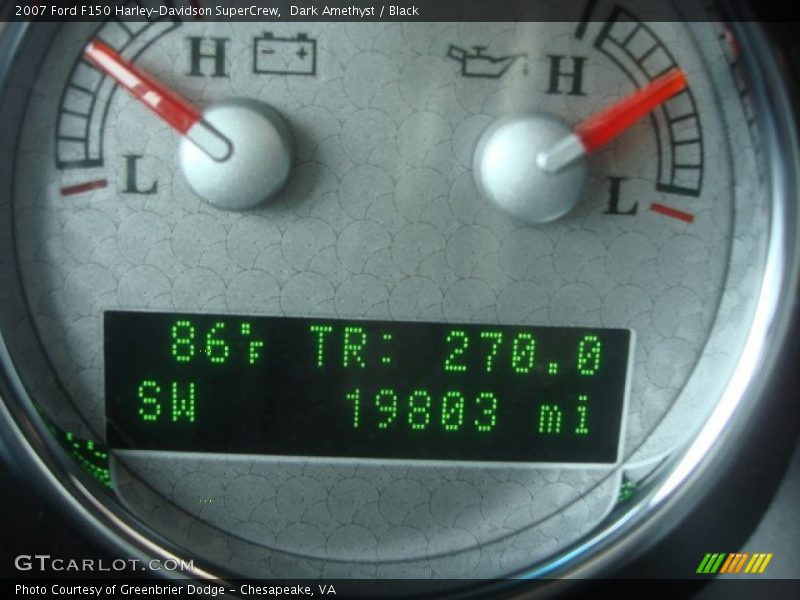 2007 Ford F150 Harley-Davidson SuperCrew, Dark Amethyst / Black
H H
L L
86°F TR: 270.0
SW 19803 mi
GTCARLOT.COM
Photo Courtesy of Greenbrier Dodge - Chesapeake, VA